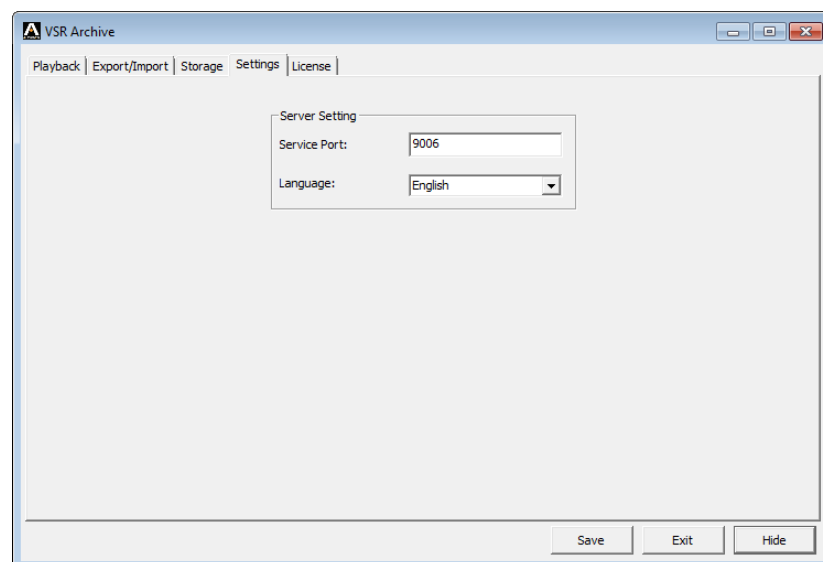 VSR Archive
Playback Export/Import Storage Settings License
Server Setting
Service Port: 9006
Language: English
Save Exit Hide